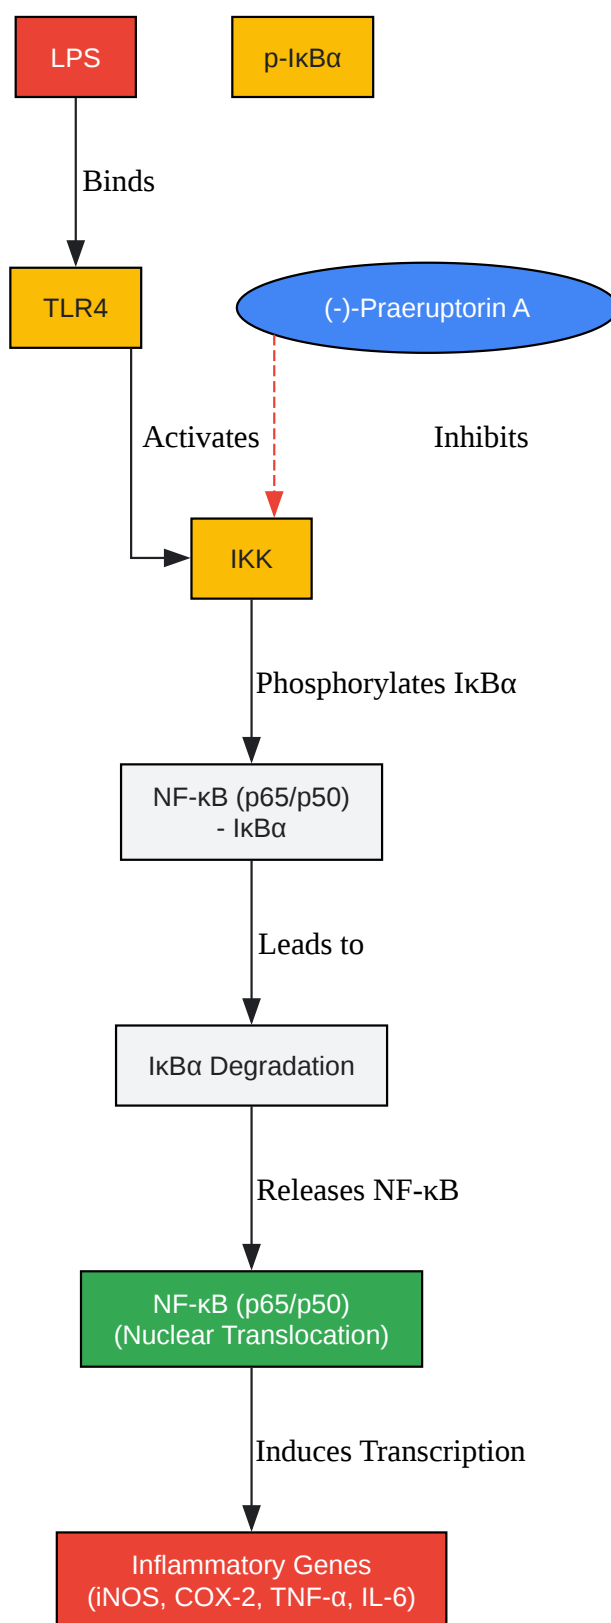 LPS
p-IκBα
Binds
TLR4
(-)-Praeruptorin A
Activates
Inhibits
IKK
Phosphorylates IκBα
NF-κB (p65/p50)
- IκBα
Leads to
IκBα Degradation
Releases NF-κB
NF-κB (p65/p50)
(Nuclear Translocation)
Induces Transcription
Inflammatory Genes
(iNOS, COX-2, TNF-α, IL-6)